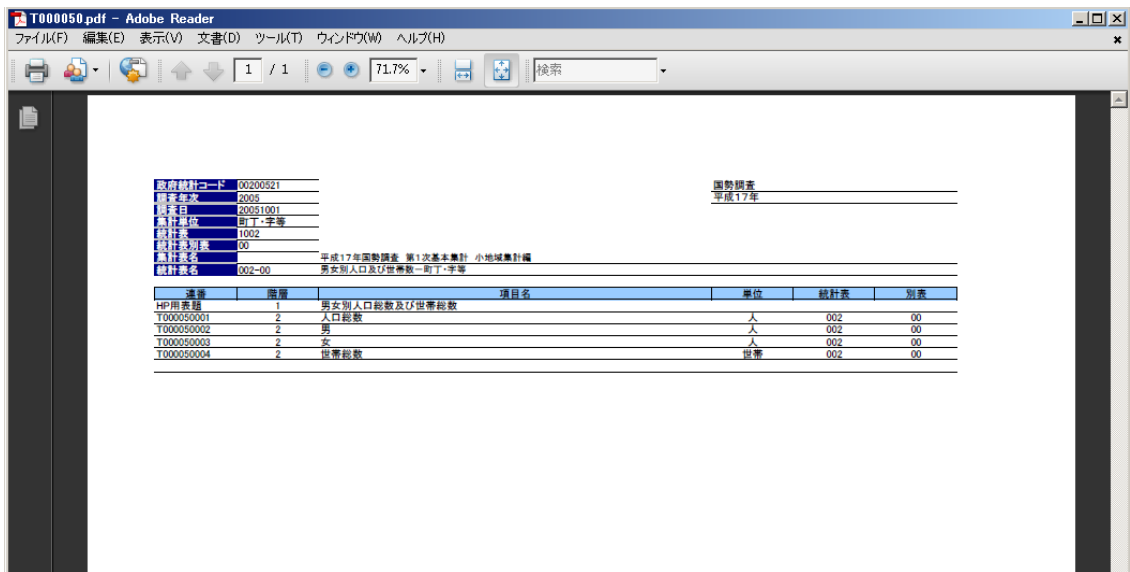 T000050.pdf - Adobe Reader
ファイル(F) 編集(E) 表示(V) 文書(D) ツール(T) ウィンドウ(W) ヘルプ(H)
1 / 1 71.7% 検索
政府統計コード 00200521 国勢調査
調査年次 2005 平成17年
調査日 20051001
集計単位 町丁・字等
統計表 1002
統計表別表 00
集計表名 平成17年国勢調査 第1次基本集計 小地域集計編
統計表名 002-00 男女別人口及び世帯数－町丁・字等
連番 階層 項目名 単位 統計表 別表
HP用表題 1 男女別人口総数及び世帯総数
T000050001 2 人口総数 人 002 00
T000050002 2 男 人 002 00
T000050003 2 女 人 002 00
T000050004 2 世帯総数 世帯 002 00